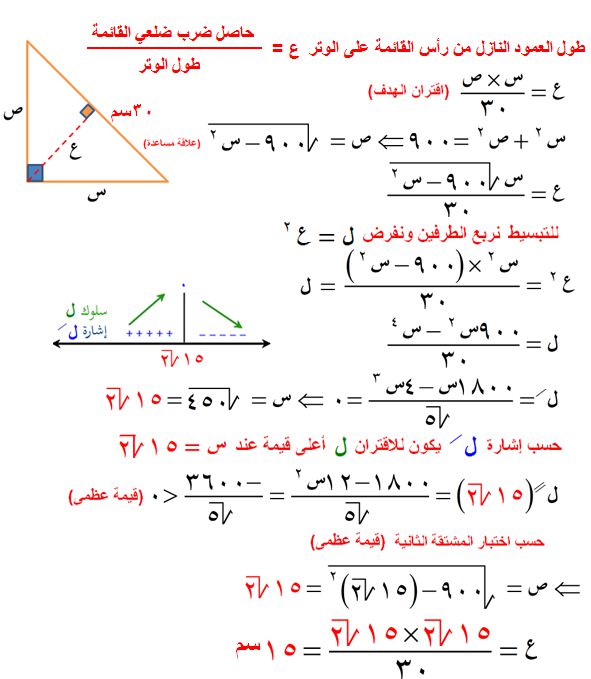 طول العمود النازل من رأس القائمة على الوتر ع = حاصل ضرب ضلعي القائمة / طول الوتر
ع = س × ص / ٣٠ (اقتران الهدف)
س٢ + ص٢ = ٩٠٠ ⇐ ص = √(٩٠٠ − س٢) (علاقة مساعدة)
ع = س√(٩٠٠ − س٢) / ٣٠
ص
٣٠سم
ع
س
للتبسيط نربع الطرفين ونفرض ل = ع٢
ع٢ = س٢ × (٩٠٠ − س٢) / ٣٠ = ل
ل = ٩٠٠س٢ − س٤ / ٣٠
٠
سلوك ل
إشارة لَ + + + + + − − − − −
١٥√٢
لَ = ١٨٠٠س − ٤س٣ / √٥ = ٠ ⇐ س = √٤٥٠ = ١٥√٢
حسب إشارة لَ يكون للاقتران ل أعلى قيمة عند س = ١٥√٢
لً (١٥√٢) = ١٨٠٠ − ١٢س٢ / √٥ = −٣٦٠٠ / √٥ < ٠ (قيمة عظمى)
حسب اختبار المشتقة الثانية (قيمة عظمى)
⇐ ص = √(٩٠٠ − (١٥√٢)٢) = ١٥√٢
ع = ١٥√٢ × ١٥√٢ / ٣٠ = ١٥ سم